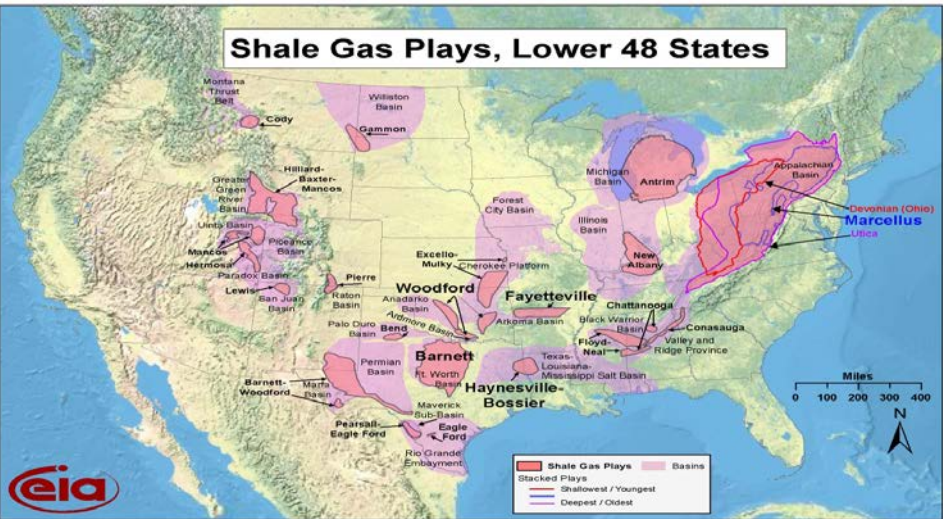 Shale Gas Plays, Lower 48 States
Montana
Thrust
Belt
Cody
Williston
Basin
Gammon
Hilliard-
Baxter-
Mancos
Greater
Green
River
Basin
Uinta Basin
Mancos
Piceance
Basin
Hermosa
Paradox Basin
Lewis
San Juan
Basin
Pierre
Raton
Basin
Michigan
Basin
Antrim
Appalachian
Basin
Devonian (Ohio)
Marcellus
Utica
Forest
City Basin
Illinois
Basin
New
Albany
Excello-
Mulky
Cherokee Platform
Woodford
Anadarko
Basin
Ardmore Basin
Fayetteville
Arkoma Basin
Chattanooga
Black Warrior
Basin
Conasauga
Floyd-
Neal
Valley and
Ridge Province
Palo Duro
Basin
Bend
Permian
Basin
Barnett
Ft. Worth
Basin
Barnett-
Woodford
Marfa
Basin
Texas-
Louisiana-
Mississippi Salt Basin
Haynesville-
Bossier
Maverick
Sub-Basin
Pearsall-
Eagle Ford
Eagle
Ford
Rio Grande
Embayment
Miles
0 100 200 300 400
N
Shale Gas Plays
Basins
Stacked Plays
Shallowest / Youngest
Deepest / Oldest
eia